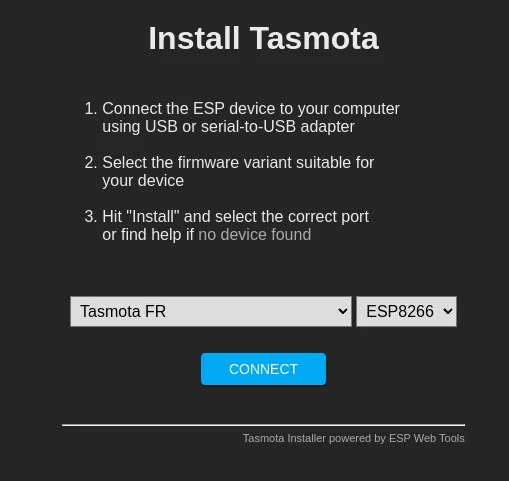 Install Tasmota
1. Connect the ESP device to your computer
using USB or serial-to-USB adapter
2. Select the firmware variant suitable for
your device
3. Hit "Install" and select the correct port
or find help if no device found
Tasmota FR ESP8266
CONNECT
Tasmota Installer powered by ESP Web Tools